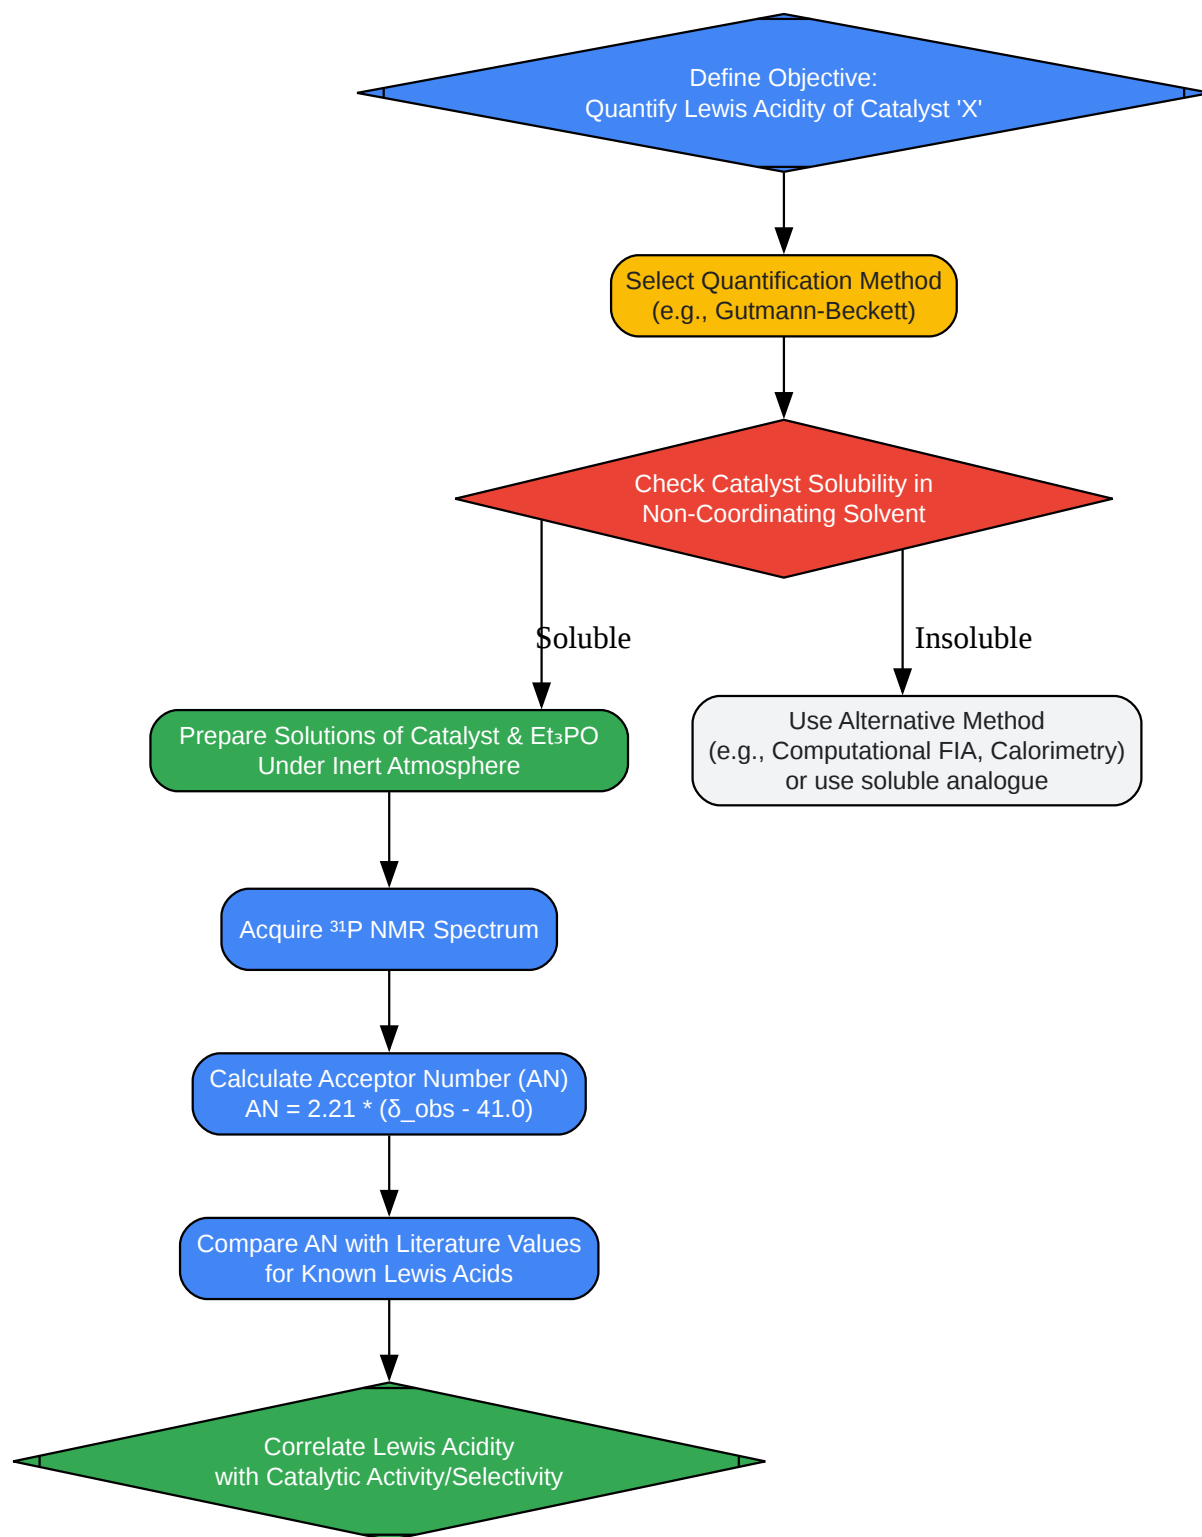 Define Objective:
Quantify Lewis Acidity of Catalyst 'X'
Select Quantification Method
(e.g., Gutmann-Beckett)
Check Catalyst Solubility in
Non-Coordinating Solvent
Soluble
Insoluble
Prepare Solutions of Catalyst & Et₃PO
Under Inert Atmosphere
Use Alternative Method
(e.g., Computational FIA, Calorimetry)
or use soluble analogue
Acquire ³¹P NMR Spectrum
Calculate Acceptor Number (AN)
AN = 2.21 * (δ_obs - 41.0)
Compare AN with Literature Values
for Known Lewis Acids
Correlate Lewis Acidity
with Catalytic Activity/Selectivity